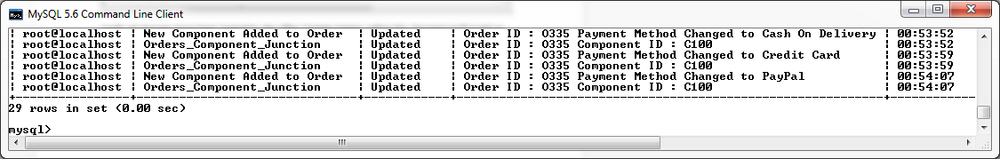 MySQL 5.6 Command Line Client
| root@localhost | New Component Added to Order | Updated | Order ID : O335 Payment Method Changed to Cash On Delivery | 00:53:52
| root@localhost | Orders_Component_Junction | Updated | Order ID : O335 Component ID : C100 | 00:53:52
| root@localhost | New Component Added to Order | Updated | Order ID : O335 Payment Method Changed to Credit Card | 00:53:59
| root@localhost | Orders_Component_Junction | Updated | Order ID : O335 Component ID : C100 | 00:53:59
| root@localhost | New Component Added to Order | Updated | Order ID : O335 Payment Method Changed to PayPal | 00:54:07
| root@localhost | Orders_Component_Junction | Updated | Order ID : O335 Component ID : C100 | 00:54:07
29 rows in set (0.00 sec)
mysql>